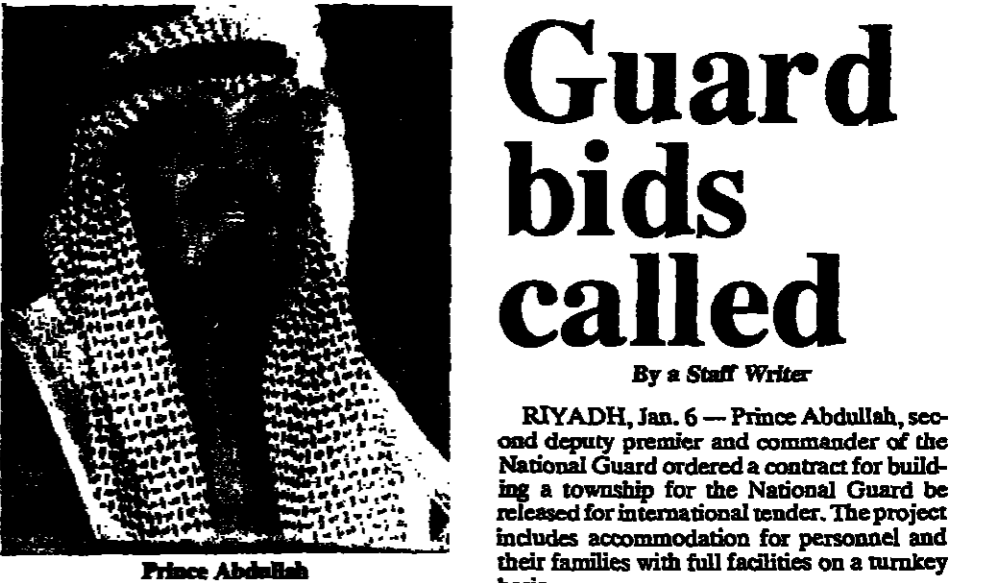 Guard
bids
called
By a Staff Writer
RIYADH, Jan. 6 — Prince Abdullah, sec-
ond deputy premier and commander of the
National Guard ordered a contract for build-
ing a township for the National Guard be
released for international tender. The project
includes accommodation for personnel and
their families with full facilities on a turnkey
Prince Abdullah